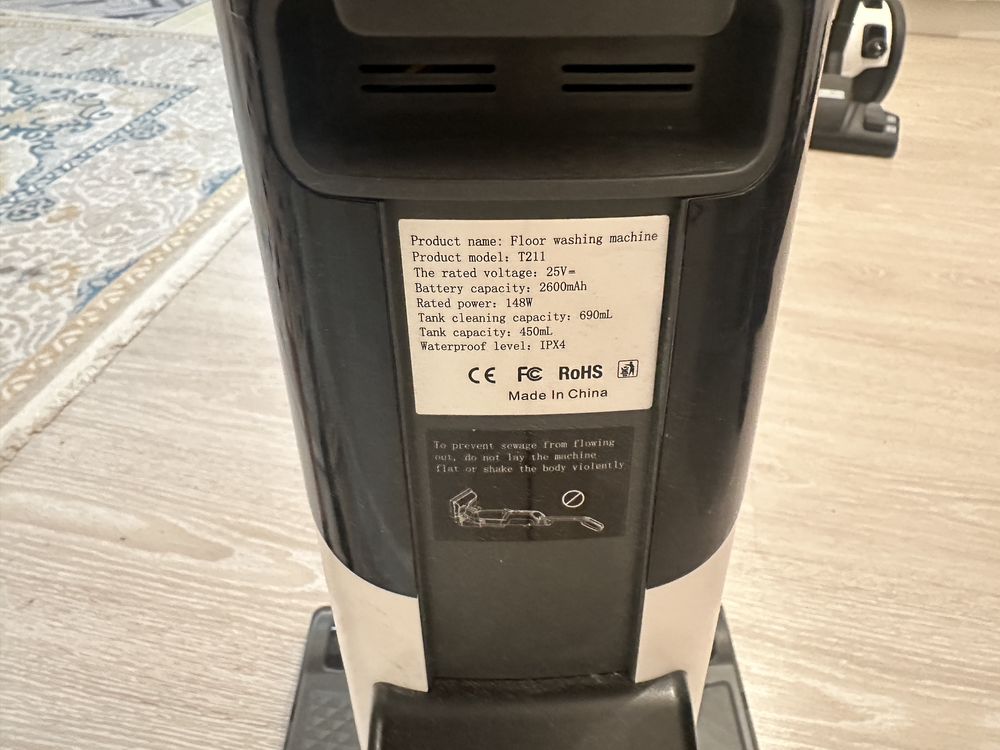 Product name: Floor washing machine
Product model: T211
The rated voltage: 25V=
Battery capacity: 2600mAh
Rated power: 148W
Tank cleaning capacity: 690mL
Tank capacity: 450mL
Waterproof level: IPX4
CE FC RoHS
Made In China
To prevent sewage from flowing
out, do not lay the machine
flat or shake the body violently